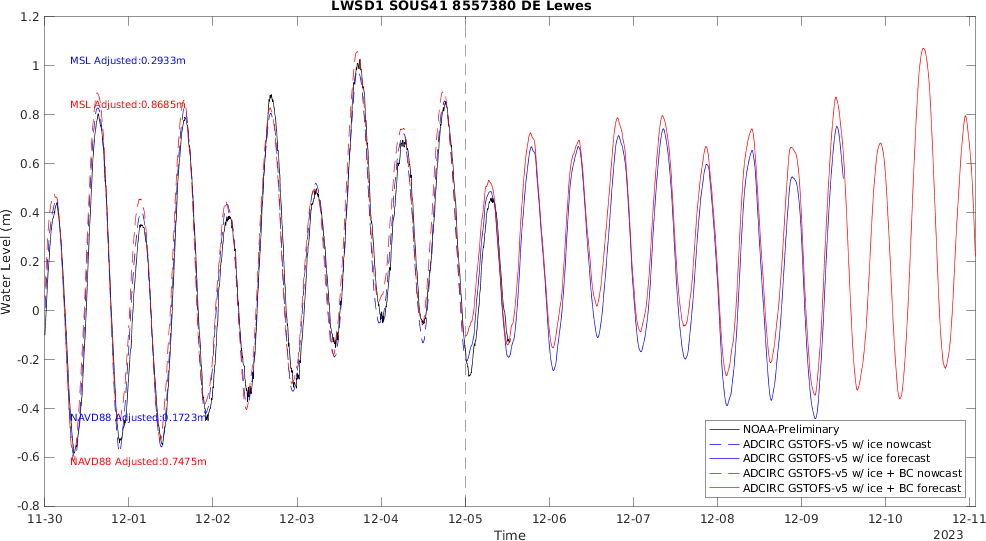 LWSD1 SOUS41 8557380 DE Lewes
1.2
1
0.8
0.6
0.4
0.2
0
-0.2
-0.4
-0.6
-0.8
Water Level (m)
MSL Adjusted:0.2933m
MSL Adjusted:0.8685m
NAVD88 Adjusted:0.1723m
NAVD88 Adjusted:0.7475m
NOAA-Preliminary
ADCIRC GSTOFS-v5 w/ ice nowcast
ADCIRC GSTOFS-v5 w/ ice forecast
ADCIRC GSTOFS-v5 w/ ice + BC nowcast
ADCIRC GSTOFS-v5 w/ ice + BC forecast
11-30 12-01 12-02 12-03 12-04 12-05 12-06 12-07 12-08 12-09 12-10 12-11
Time
2023